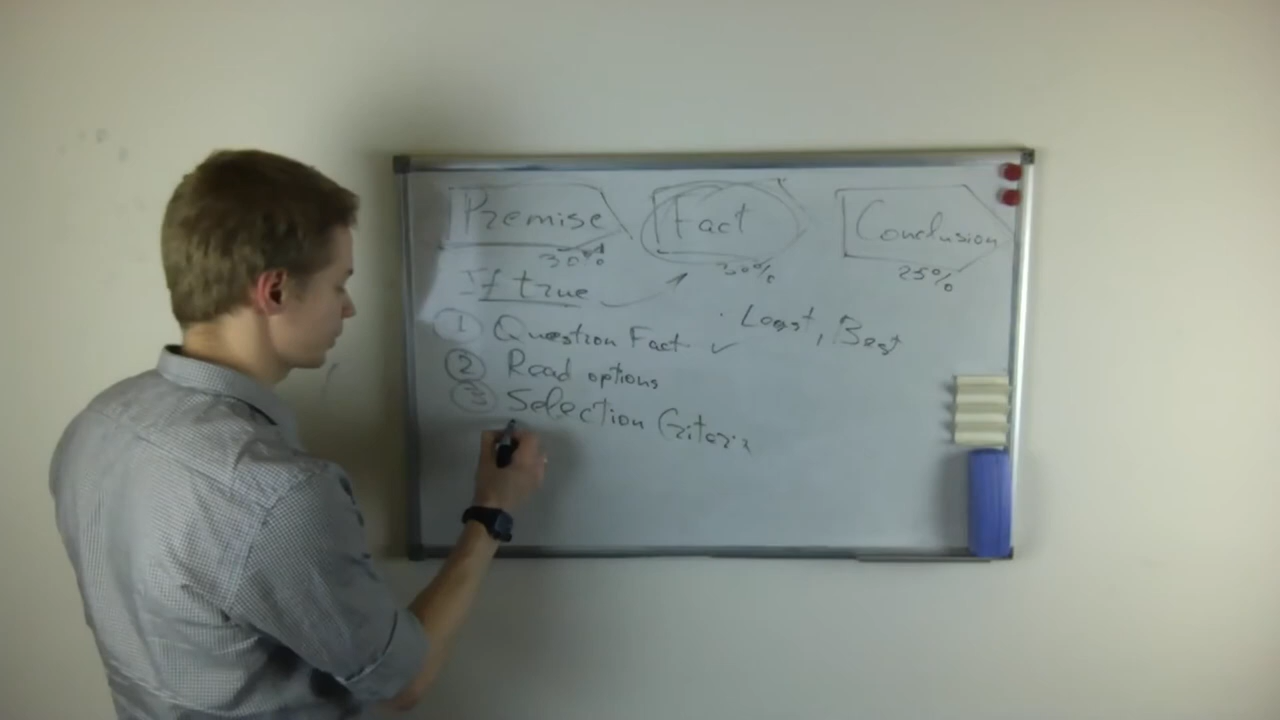 Premise Fact Conclusion
30% 30% 25%
If true
Least, Best
1 Question Fact
2 Read options
3 Selection Criteria